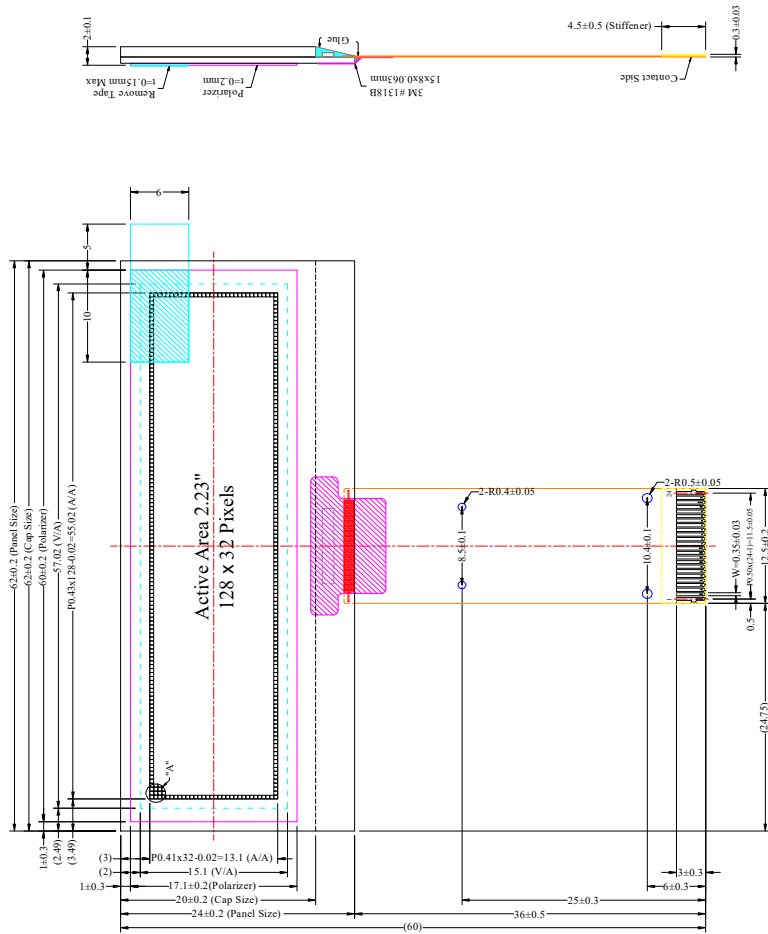 4.5±0.5 (Stiffener)
0.3±0.03
2±0.1
Glue
Contact Side
3M #1318B
15x8x0.063mm
Polarizer
t=0.2mm
Remove Tape
t=0.15mm Max
6
5
10
62±0.2 (Panel Size)
62±0.2 (Cap Size)
60±0.2 (Polarizer)
57.02 (V/A)
P0.43x128-0.02=55.02 (A/A)
Active Area 2.23"
128 x 32 Pixels
"A"
2-R0.4±0.05
2-R0.5±0.05
8.5±0.1
10.4±0.1
24
1
W=0.35±0.03
P0.50x(24-1)=11.5±0.05
12.5±0.2
0.5
(24.75)
1±0.3
(2.49)
(3.49)
(3)
P0.41x32-0.02=13.1 (A/A)
(2)
15.1 (V/A)
1±0.3
17.1±0.2(Polarizer)
20±0.2 (Cap Size)
24±0.2 (Panel Size)
3±0.3
6±0.3
25±0.3
36±0.5
(60)